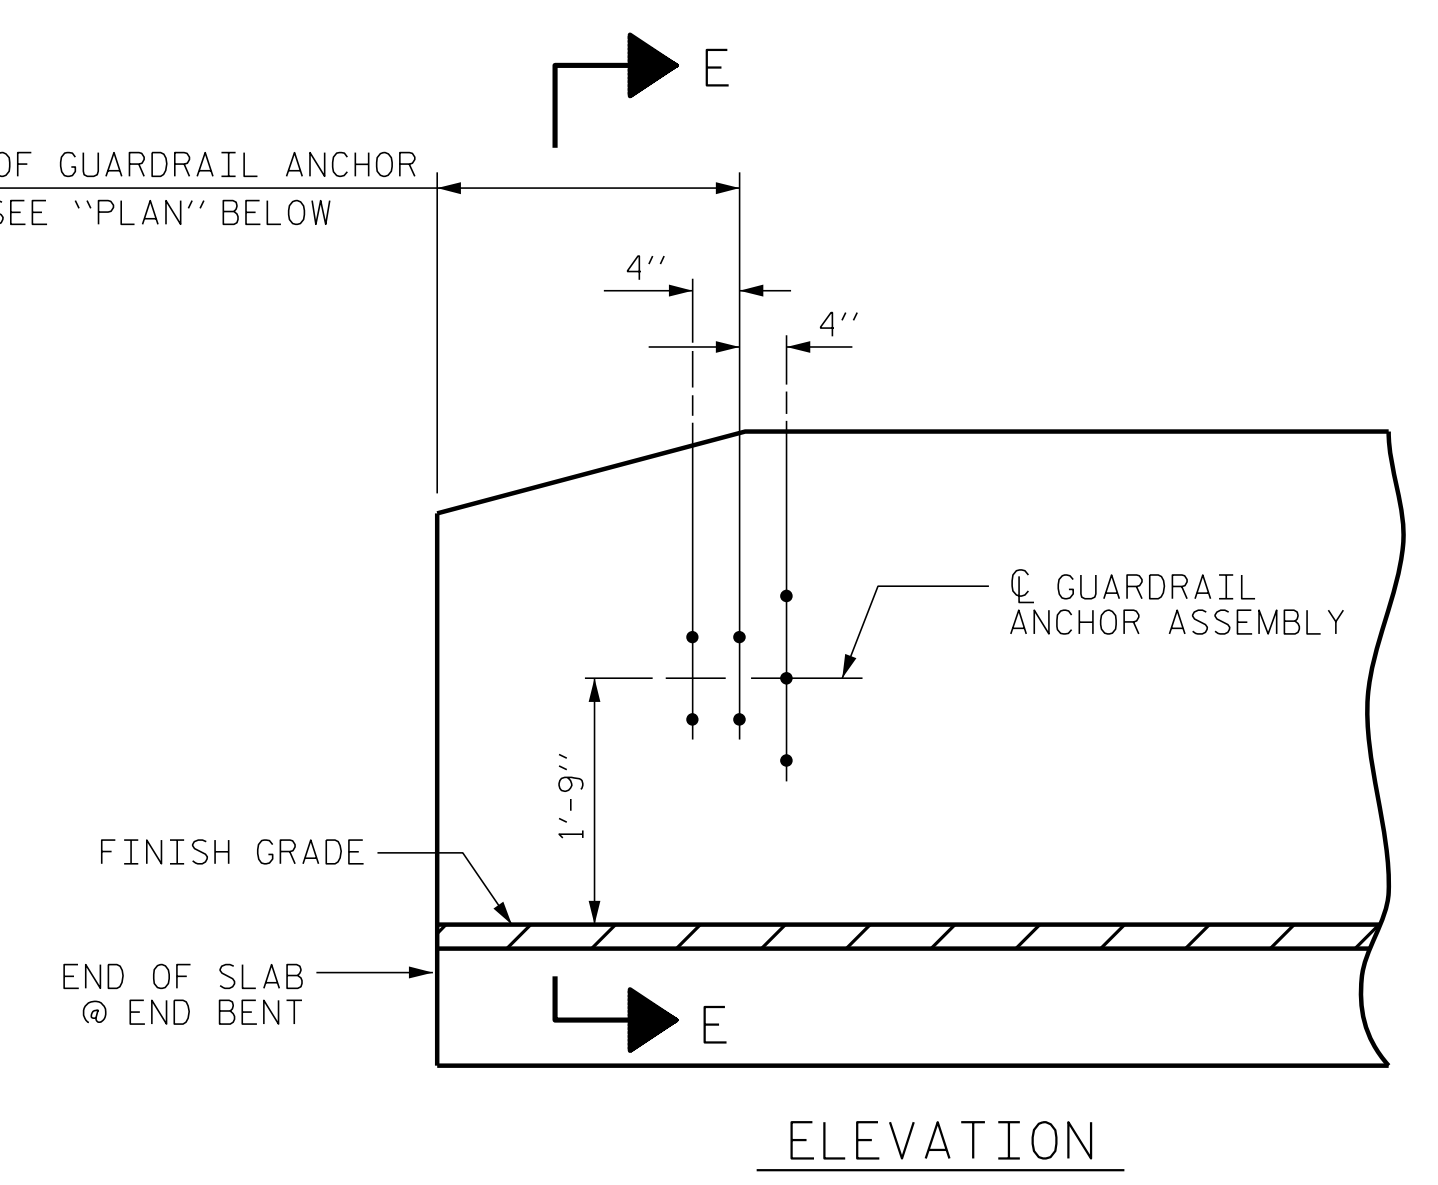 E
OF GUARDRAIL ANCHOR
SEE ‘‘PLAN’’ BELOW
4’’
4’’
℄ GUARDRAIL
ANCHOR ASSEMBLY
1’-9’’
FINISH GRADE
END OF SLAB
@ END BENT
E
ELEVATION